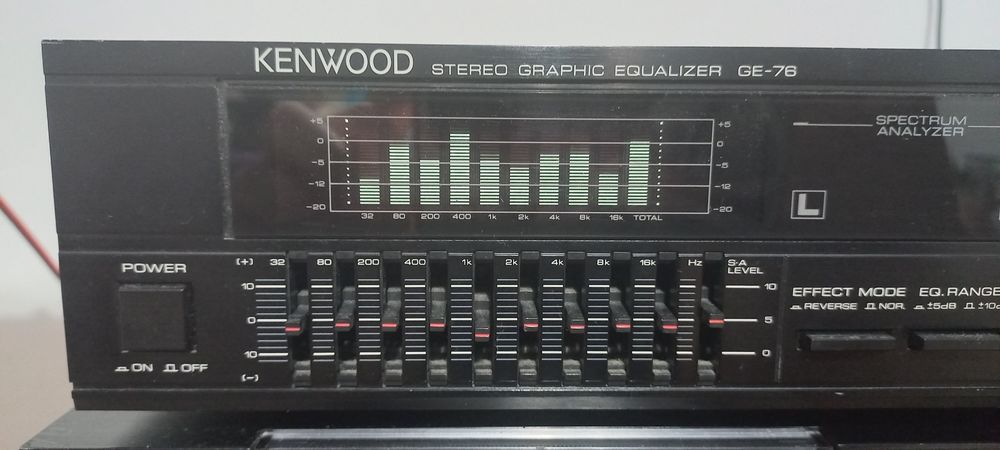 KENWOOD STEREO GRAPHIC EQUALIZER GE-76
SPECTRUM
ANALYZER
+5 +5
0 0
-5 -5
-12 -12
-20 -20
32 80 200 400 1k 2k 4k 8k 16k TOTAL
L
POWER
ON OFF
(+) 32 80 200 400 1k 2k 4k 8k 16k Hz S·A
LEVEL
10 10
0 5
10 0
(-)
EFFECT MODE EQ.RANGE
REVERSE NOR. ±5dB